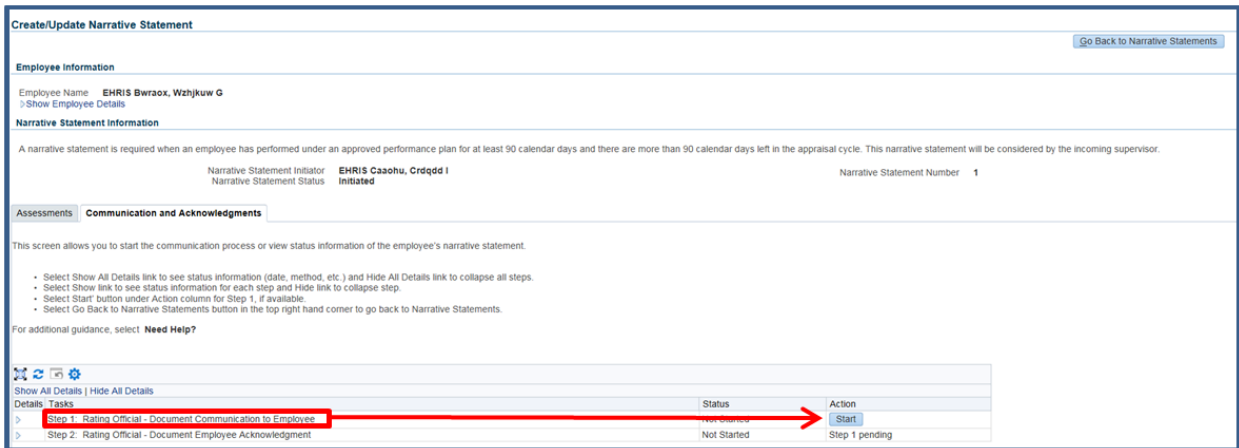 Create/Update Narrative Statement
Go Back to Narrative Statements
Employee Information
Employee Name EHRIS Bwraox, Wzhjkuw G
Show Employee Details
Narrative Statement Information
A narrative statement is required when an employee has performed under an approved performance plan for at least 90 calendar days and there are more than 90 calendar days left in the appraisal cycle. This narrative statement will be considered by the incoming supervisor.
Narrative Statement Initiator EHRIS Caaohu, Crdqdd I Narrative Statement Number 1
Narrative Statement Status Initiated
Assessments Communication and Acknowledgments
This screen allows you to start the communication process or view status information of the employee's narrative statement.
• Select Show All Details link to see status information (date, method, etc.) and Hide All Details link to collapse all steps.
• Select Show link to see status information for each step and Hide link to collapse step.
• Select Start' button under Action column for Step 1, if available.
• Select Go Back to Narrative Statements button in the top right hand corner to go back to Narrative Statements.
For additional guidance, select Need Help?
Show All Details | Hide All Details
Details Tasks Status Action
Step 1: Rating Official - Document Communication to Employee Not Started Start
Step 2: Rating Official - Document Employee Acknowledgment Not Started Step 1 pending